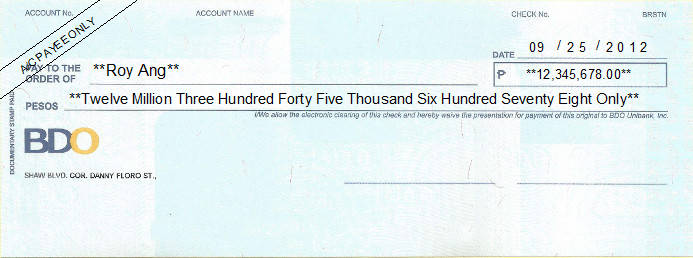 ACCOUNT No. ACCOUNT NAME CHECK No. BRSTN
A/C PAYEE ONLY
DATE 09 / 25 / 2012
PAY TO THE
ORDER OF **Roy Ang** ₱ **12,345,678.00**
PESOS **Twelve Million Three Hundred Forty Five Thousand Six Hundred Seventy Eight Only**
I/We allow the electronic clearing of this check and hereby waive the presentation for payment of this original to BDO Unibank, Inc.
DOCUMENTARY STAMP PAID
BDO
SHAW BLVD. COR. DANNY FLORO ST.,